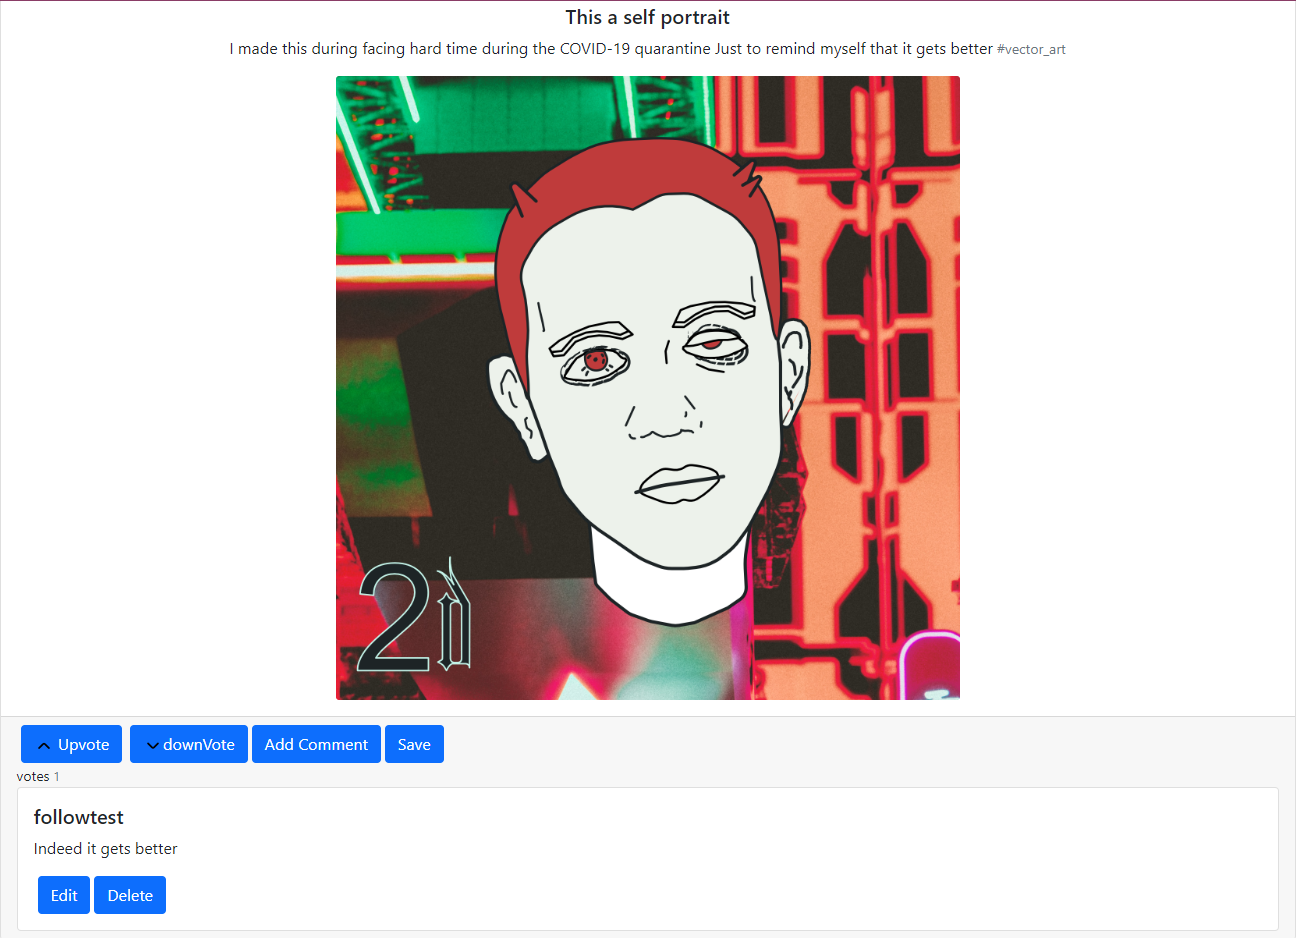 This a self portrait
I made this during facing hard time during the COVID-19 quarantine Just to remind myself that it gets better #vector_art
Upvote downVote Add Comment Save
votes 1
followtest
Indeed it gets better
Edit Delete